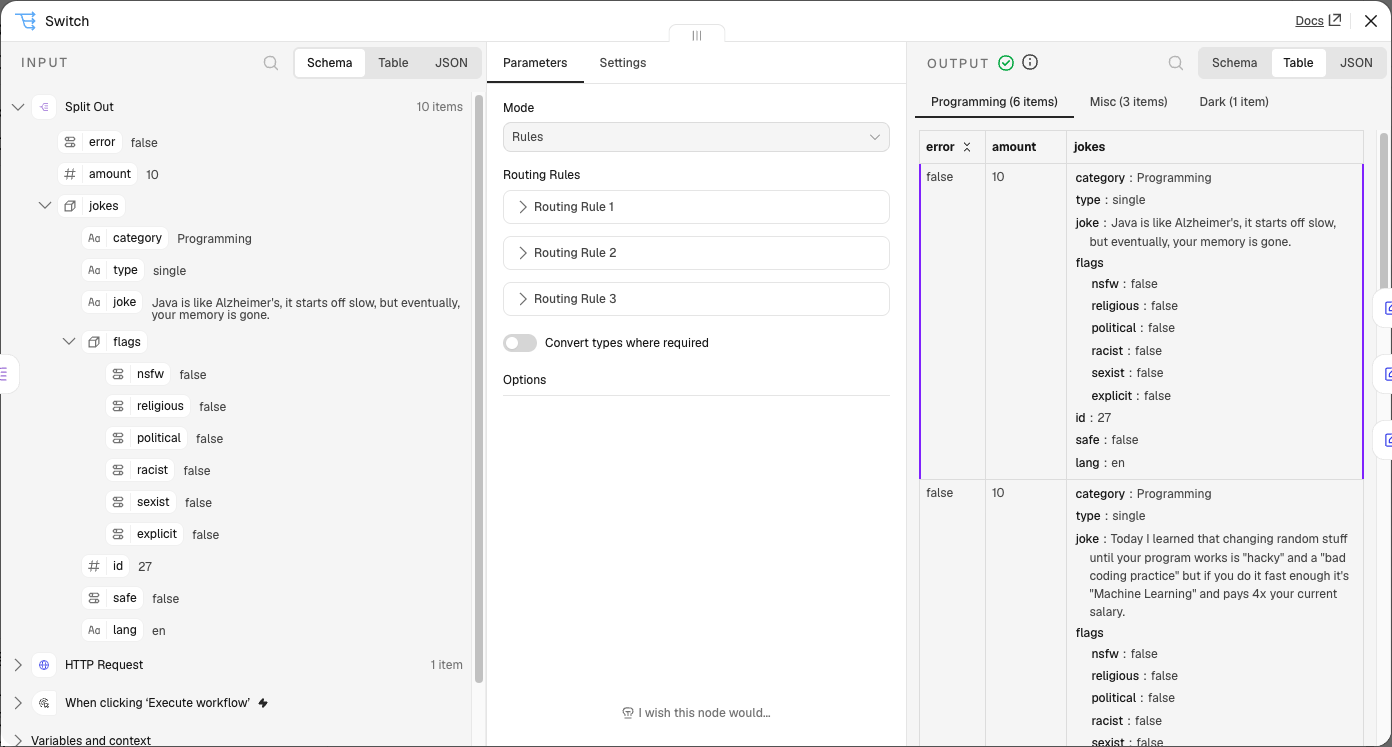 Switch
Docs
INPUT
Schema
Table
JSON
Split Out
10 items
error
false
amount
10
jokes
Aa category Programming
Aa type single
Aa joke Java is like Alzheimer's, it starts off slow, but eventually,
your memory is gone.
flags
nsfw false
religious false
political false
racist false
sexist false
explicit false
# id 27
safe false
Aa lang en
HTTP Request
1 item
When clicking ‘Execute workflow’
Variables and context
Parameters
Settings
Mode
Rules
Routing Rules
Routing Rule 1
Routing Rule 2
Routing Rule 3
Convert types where required
Options
I wish this node would...
OUTPUT
Schema
Table
JSON
Programming (6 items)
Misc (3 items)
Dark (1 item)
error
amount
jokes
false
10
category : Programming
type : single
joke : Java is like Alzheimer's, it starts off slow,
but eventually, your memory is gone.
flags
nsfw : false
religious : false
political : false
racist : false
sexist : false
explicit : false
id : 27
safe : false
lang : en
false
10
category : Programming
type : single
joke : Today I learned that changing random stuff
until your program works is "hacky" and a "bad
coding practice" but if you do it fast enough it's
"Machine Learning" and pays 4x your current
salary.
flags
nsfw : false
religious : false
political : false
racist : false
sexist : false